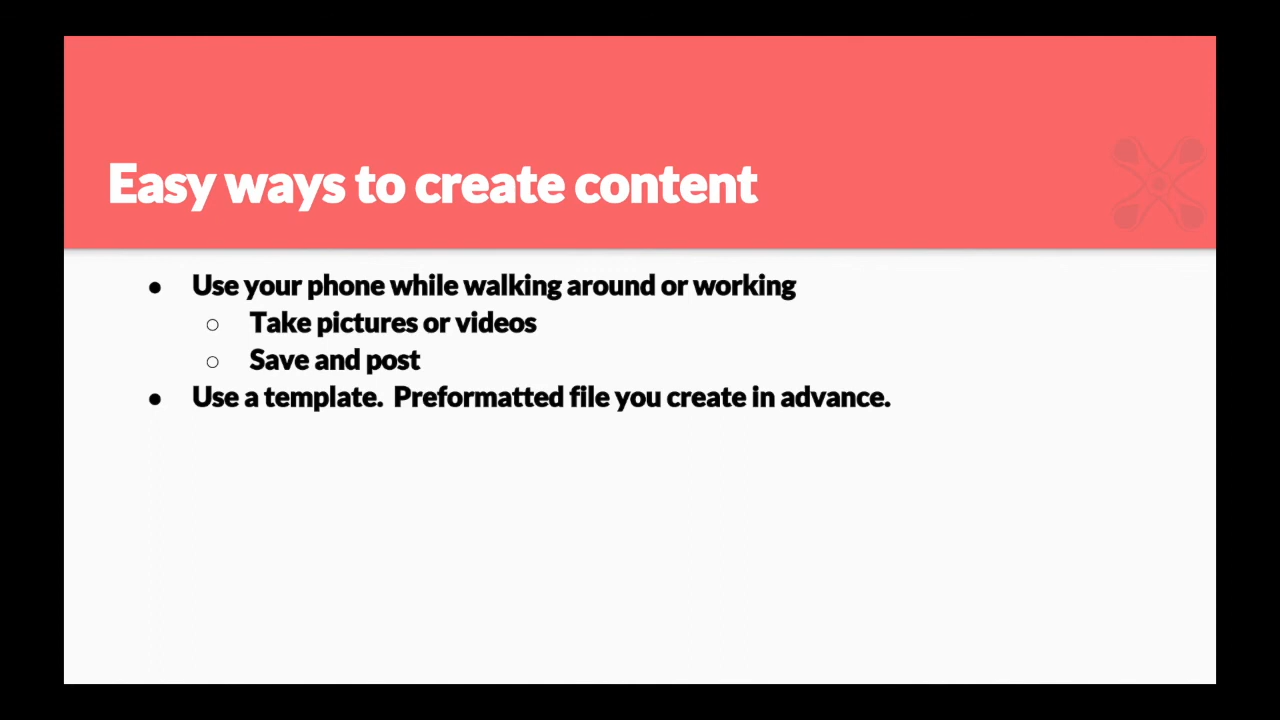 Easy ways to create content
● Use your phone while walking around or working
○ Take pictures or videos
○ Save and post
● Use a template.  Preformatted file you create in advance.